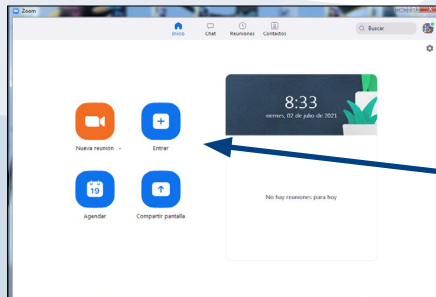 Zoom
Inicio
Chat
Reuniones
Contactos
Buscar
Nueva reunión
Entrar
19
Agendar
Compartir pantalla
8:33
viernes, 02 de julio de 2021
No hay reuniones para hoy